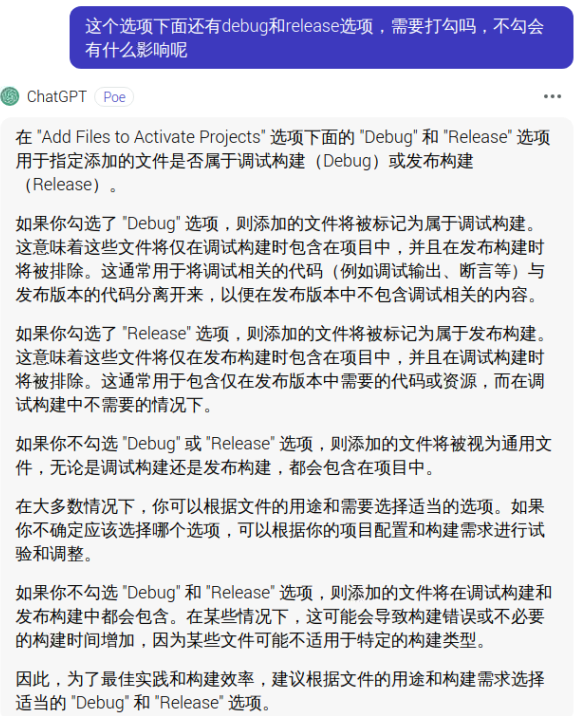 这个选项下面还有debug和release选项，需要打勾吗，不勾会
有什么影响呢
ChatGPT Poe
在 "Add Files to Activate Projects" 选项下面的 "Debug" 和 "Release" 选项
用于指定添加的文件是否属于调试构建（Debug）或发布构建
（Release）。
如果你勾选了 "Debug" 选项，则添加的文件将被标记为属于调试构建。
这意味着这些文件将仅在调试构建时包含在项目中，并且在发布构建时
将被排除。这通常用于将调试相关的代码（例如调试输出、断言等）与
发布版本的代码分离开来，以便在发布版本中不包含调试相关的内容。
如果你勾选了 "Release" 选项，则添加的文件将被标记为属于发布构建。
这意味着这些文件将仅在发布构建时包含在项目中，并且在调试构建时
将被排除。这通常用于包含仅在发布版本中需要的代码或资源，而在调
试构建中不需要的情况下。
如果你不勾选 "Debug" 或 "Release" 选项，则添加的文件将被视为通用文
件，无论是调试构建还是发布构建，都会包含在项目中。
在大多数情况下，你可以根据文件的用途和需要选择适当的选项。如果
你不确定应该选择哪个选项，可以根据你的项目配置和构建需求进行试
验和调整。
如果你不勾选 "Debug" 和 "Release" 选项，则添加的文件将在调试构建和
发布构建中都会包含。在某些情况下，这可能会导致构建错误或不必要
的构建时间增加，因为某些文件可能不适用于特定的构建类型。
因此，为了最佳实践和构建效率，建议根据文件的用途和构建需求选择
适当的 "Debug" 和 "Release" 选项。